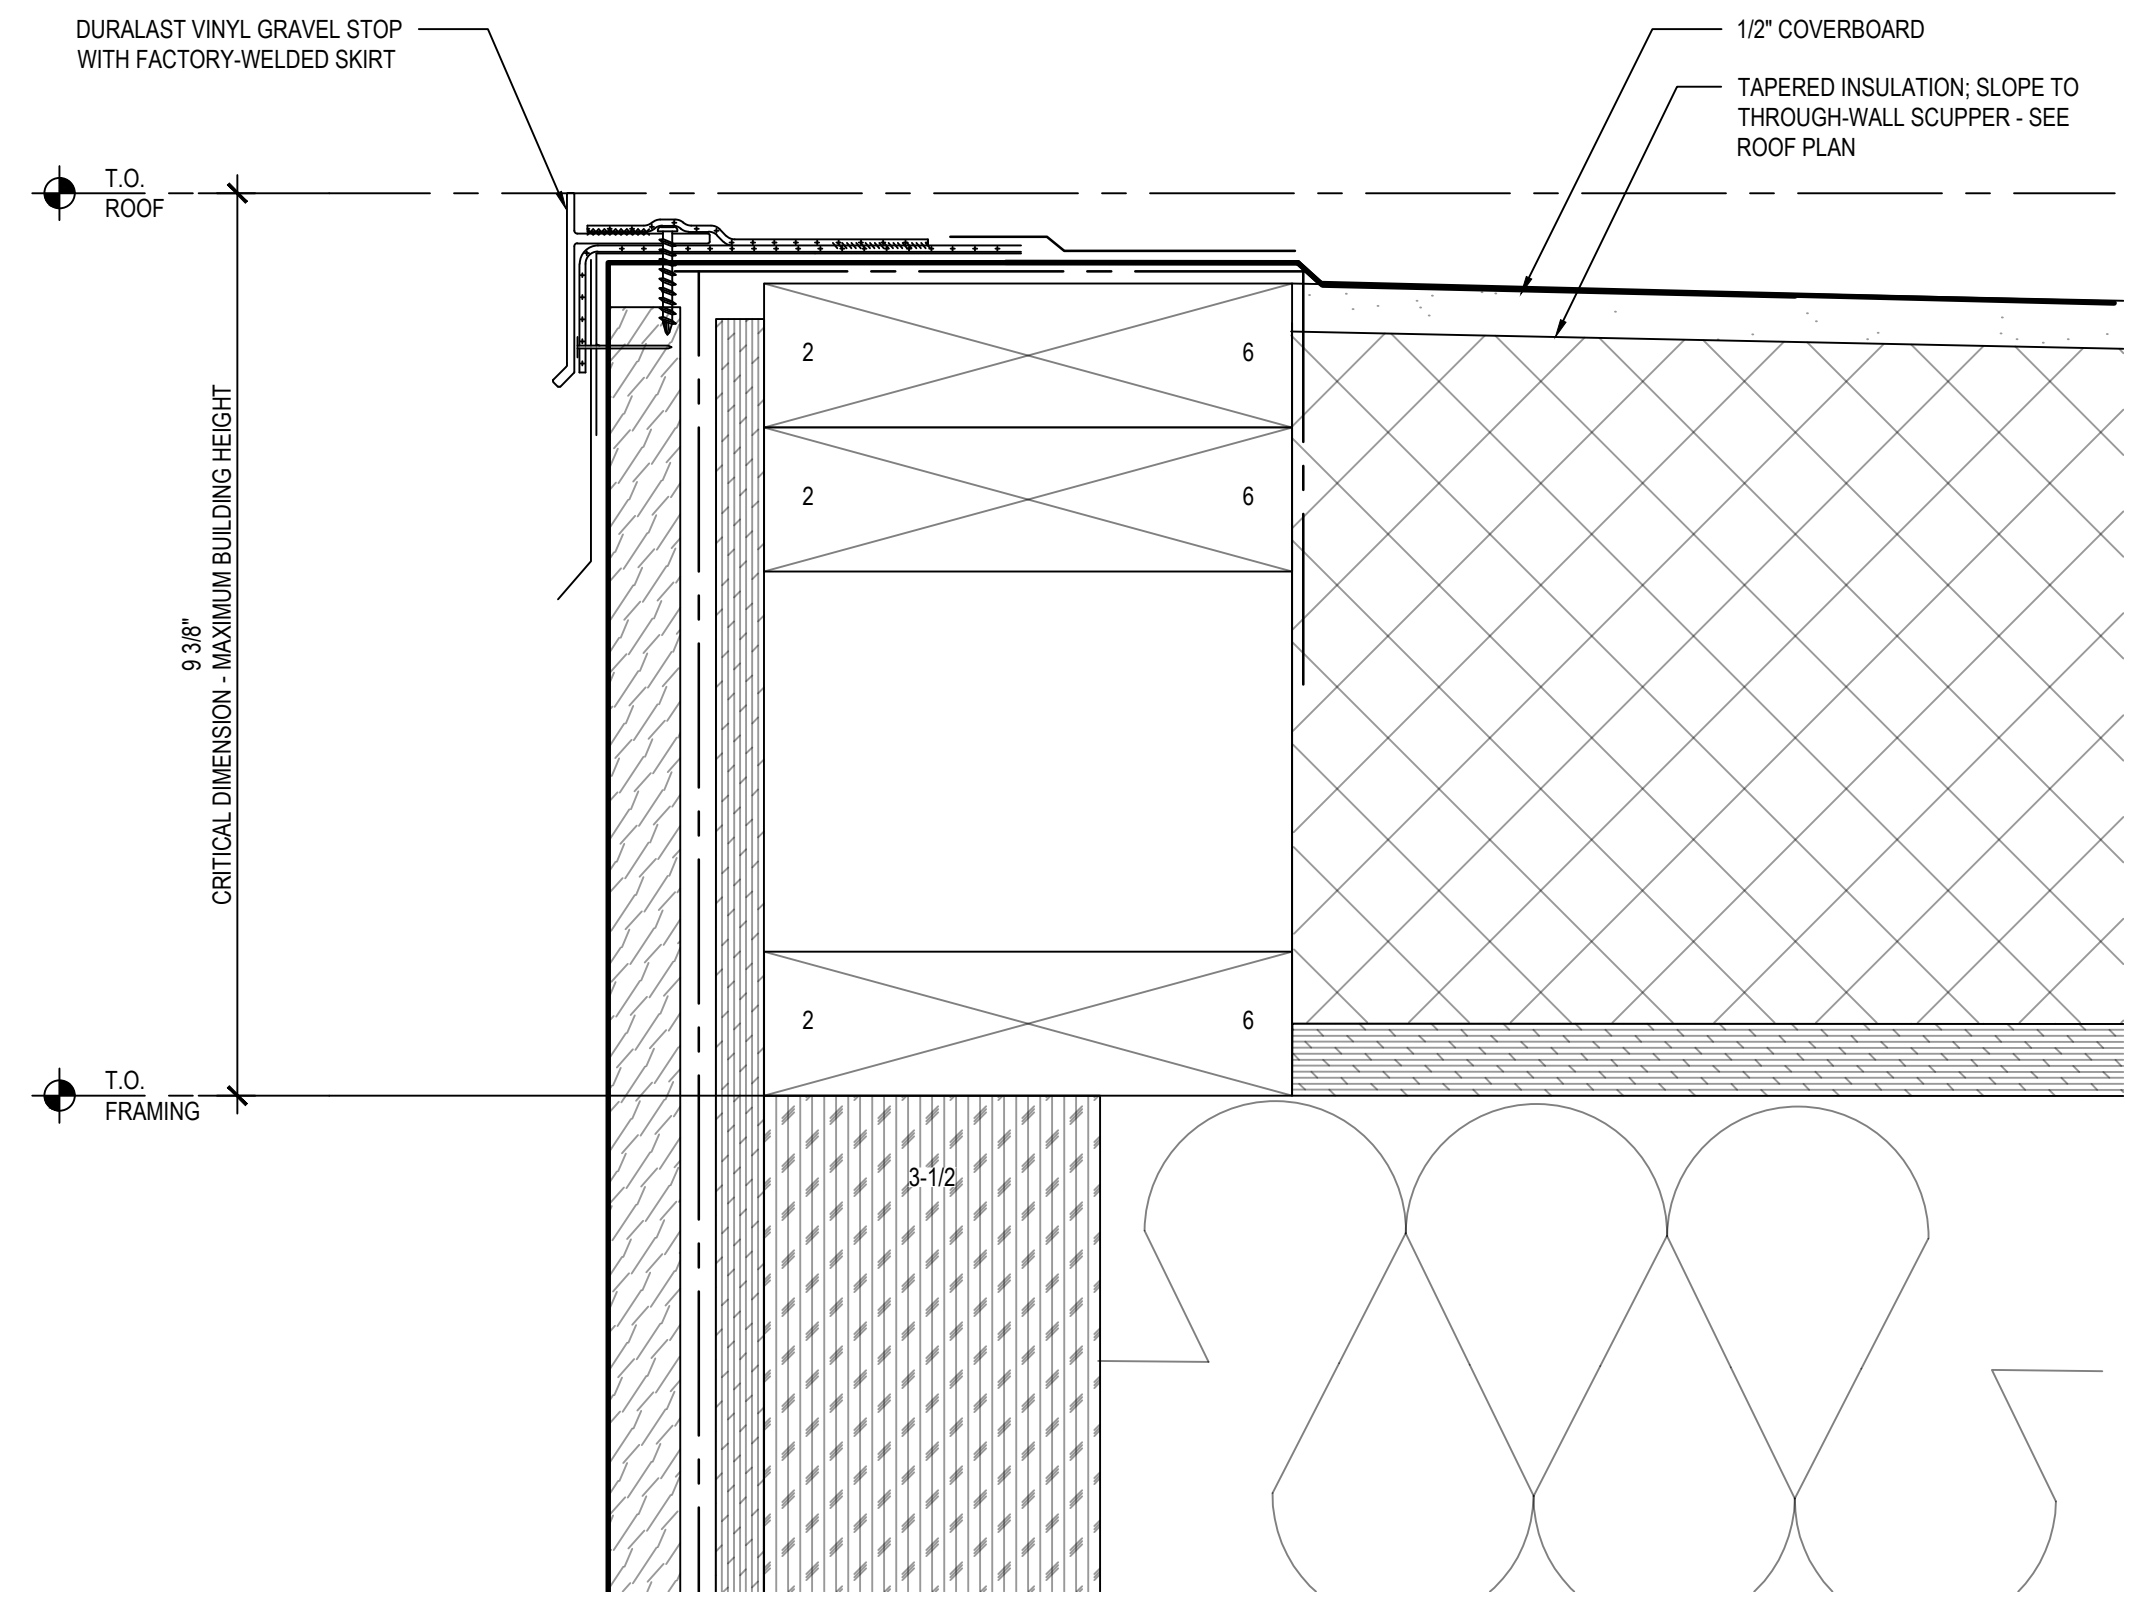 DURALAST VINYL GRAVEL STOP
WITH FACTORY-WELDED SKIRT
1/2" COVERBOARD
TAPERED INSULATION; SLOPE TO
THROUGH-WALL SCUPPER - SEE
ROOF PLAN
T.O.
ROOF
9 3/8"
CRITICAL DIMENSION - MAXIMUM BUILDING HEIGHT
2 6
2 6
2 6
T.O.
FRAMING
3-1/2